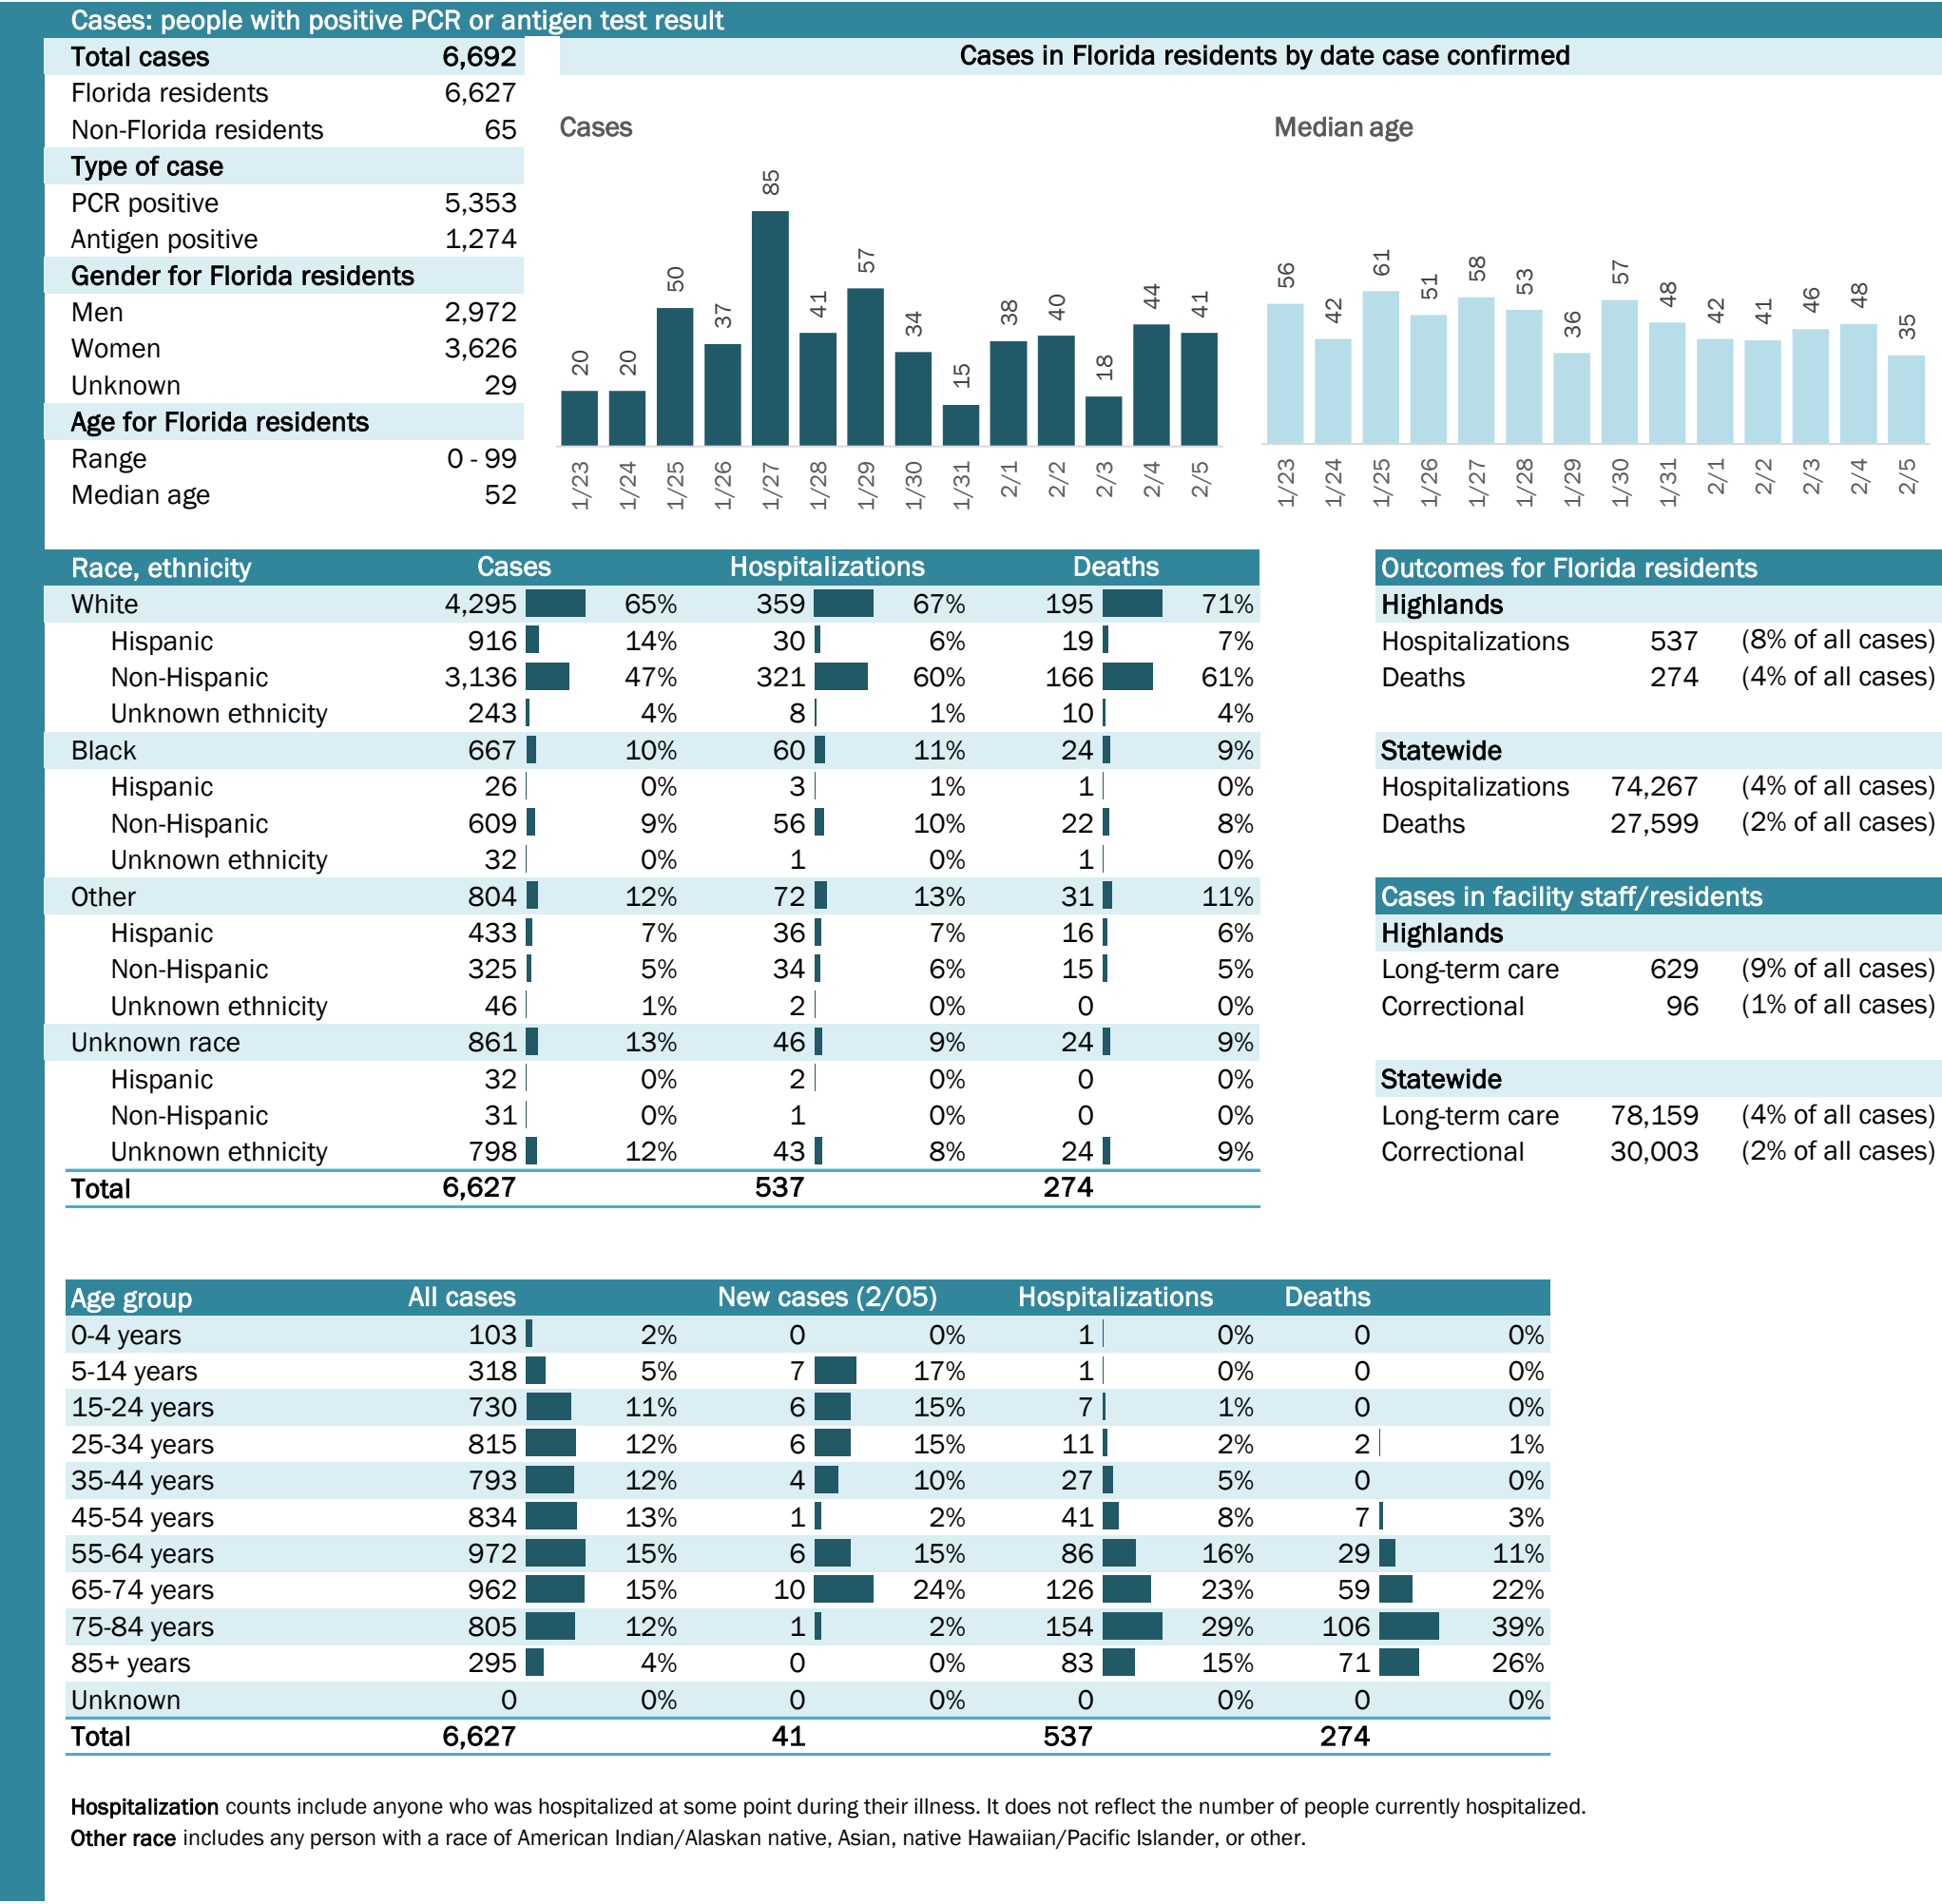 Cases: people with positive PCR or antigen test result
Total cases 6,692
Florida residents 6,627
Non-Florida residents 65
Type of case
PCR positive 5,353
Antigen positive 1,274
Gender for Florida residents
Men 2,972
Women 3,626
Unknown 29
Age for Florida residents
Range 0 - 99
Median age 52
Cases in Florida residents by date case confirmed
Cases
20 20 50 37 85 41 57 34 15 38 40 18 44 41
1/23 1/24 1/25 1/26 1/27 1/28 1/29 1/30 1/31 2/1 2/2 2/3 2/4 2/5
Median age
56 42 61 51 58 53 36 57 48 42 41 46 48 35
1/23 1/24 1/25 1/26 1/27 1/28 1/29 1/30 1/31 2/1 2/2 2/3 2/4 2/5
Race, ethnicity Cases Hospitalizations Deaths
White 4,295 65% 359 67% 195 71%
Hispanic 916 14% 30 6% 19 7%
Non-Hispanic 3,136 47% 321 60% 166 61%
Unknown ethnicity 243 4% 8 1% 10 4%
Black 667 10% 60 11% 24 9%
Hispanic 26 0% 3 1% 1 0%
Non-Hispanic 609 9% 56 10% 22 8%
Unknown ethnicity 32 0% 1 0% 1 0%
Other 804 12% 72 13% 31 11%
Hispanic 433 7% 36 7% 16 6%
Non-Hispanic 325 5% 34 6% 15 5%
Unknown ethnicity 46 1% 2 0% 0 0%
Unknown race 861 13% 46 9% 24 9%
Hispanic 32 0% 2 0% 0 0%
Non-Hispanic 31 0% 1 0% 0 0%
Unknown ethnicity 798 12% 43 8% 24 9%
Total 6,627 537 274
Outcomes for Florida residents
Highlands
Hospitalizations 537 (8% of all cases)
Deaths 274 (4% of all cases)
Statewide
Hospitalizations 74,267 (4% of all cases)
Deaths 27,599 (2% of all cases)
Cases in facility staff/residents
Highlands
Long-term care 629 (9% of all cases)
Correctional 96 (1% of all cases)
Statewide
Long-term care 78,159 (4% of all cases)
Correctional 30,003 (2% of all cases)
Age group All cases New cases (2/05) Hospitalizations Deaths
0-4 years 103 2% 0 0% 1 0% 0 0%
5-14 years 318 5% 7 17% 1 0% 0 0%
15-24 years 730 11% 6 15% 7 1% 0 0%
25-34 years 815 12% 6 15% 11 2% 2 1%
35-44 years 793 12% 4 10% 27 5% 0 0%
45-54 years 834 13% 1 2% 41 8% 7 3%
55-64 years 972 15% 6 15% 86 16% 29 11%
65-74 years 962 15% 10 24% 126 23% 59 22%
75-84 years 805 12% 1 2% 154 29% 106 39%
85+ years 295 4% 0 0% 83 15% 71 26%
Unknown 0 0% 0 0% 0 0% 0 0%
Total 6,627 41 537 274
Hospitalization counts include anyone who was hospitalized at some point during their illness. It does not reflect the number of people currently hospitalized.
Other race includes any person with a race of American Indian/Alaskan native, Asian, native Hawaiian/Pacific Islander, or other.